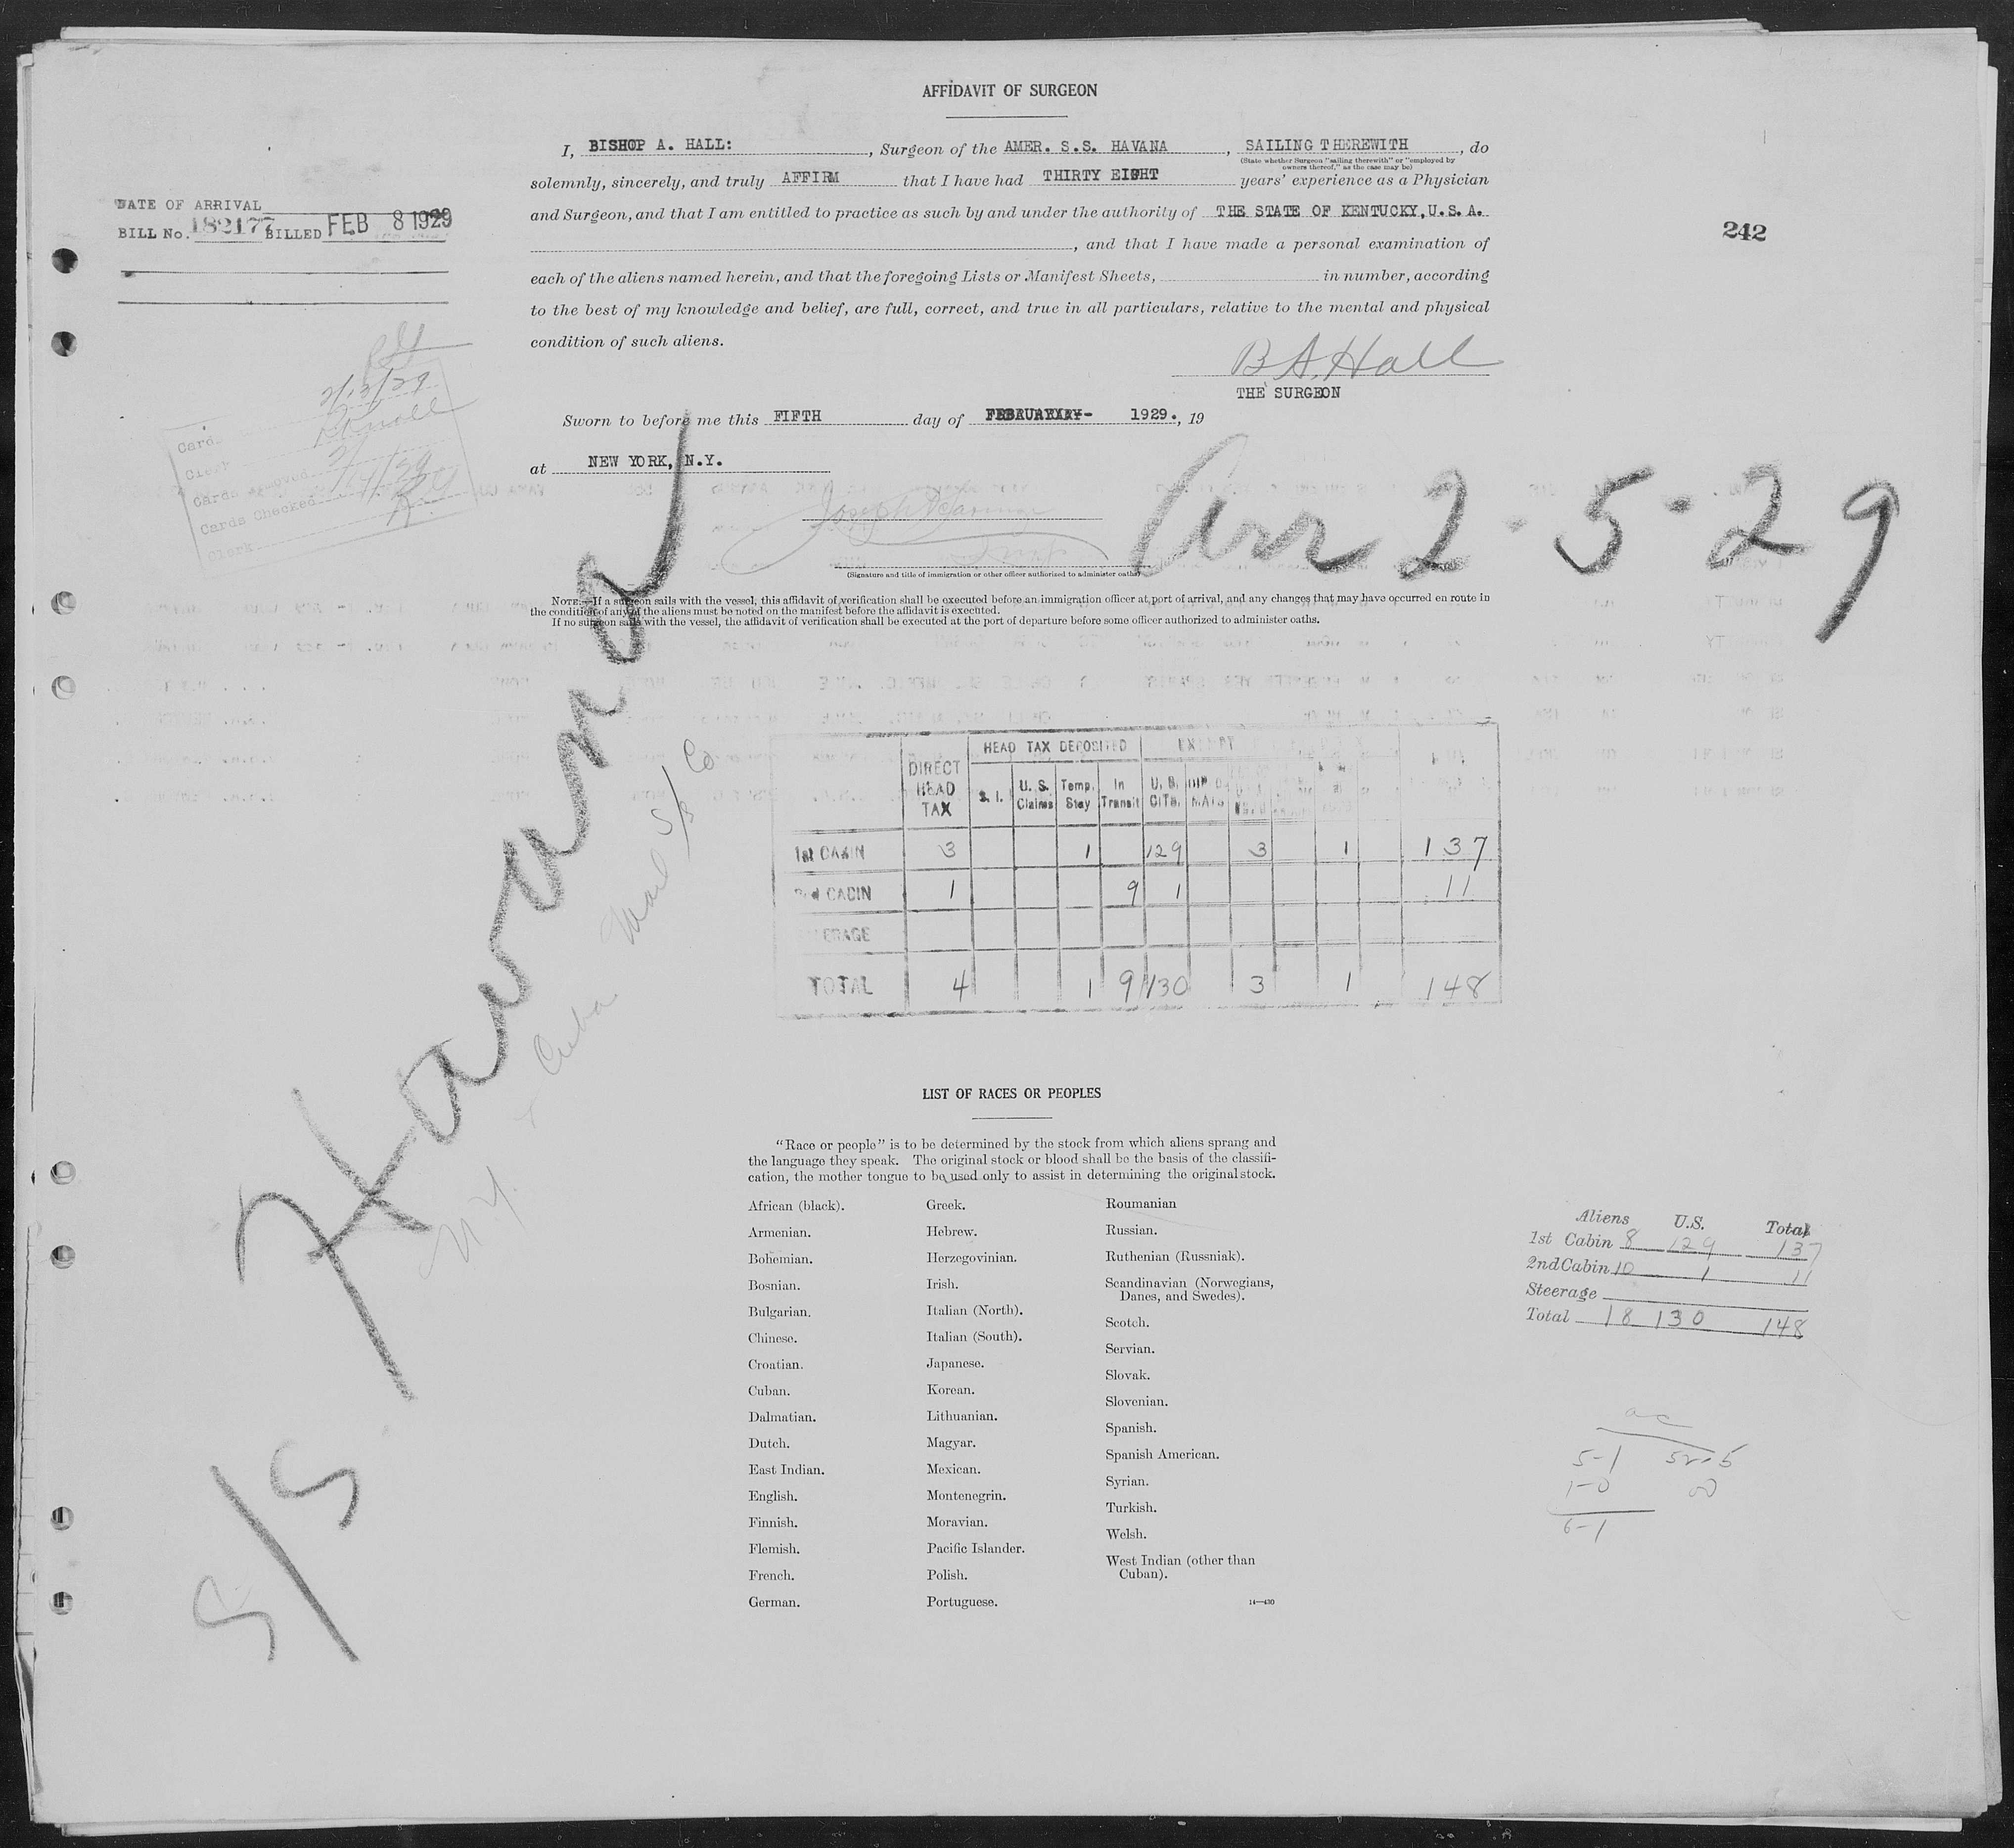 AFFIDAVIT OF SURGEON
I, BISHOP A. HALL: , Surgeon of the AMER. S.S. HAVANA , SAILING THEREWITH , do
(State whether Surgeon "sailing therewith" or "employed by
owners thereof," as the case may be)
solemnly, sincerely, and truly AFFIRM that I have had THIRTY EIGHT years' experience as a Physician
and Surgeon, and that I am entitled to practice as such by and under the authority of THE STATE OF KENTUCKY, U.S.A.
, and that I have made a personal examination of
each of the aliens named herein, and that the foregoing Lists or Manifest Sheets, in number, according
to the best of my knowledge and belief, are full, correct, and true in all particulars, relative to the mental and physical
condition of such aliens.
B A. Hall
THE SURGEON
Sworn to before me this FIFTH day of 1929. , 19
at NEW YORK, N.Y.
(Signature and title of immigration or other officer authorized to administer oaths)
NOTE.—If a surgeon sails with the vessel, this affidavit of verification shall be executed before an immigration officer at port of arrival, and any changes that may have occurred en route in
the condition of any of the aliens must be noted on the manifest before the affidavit is executed.
If no surgeon sails with the vessel, the affidavit of verification shall be executed at the port of departure before some officer authorized to administer oaths.
DATE OF ARRIVAL
BILL No. 182177 BILLED FEB 8 1929
242
Card
Clerk
Cards Removed
Cards Checked
Clerk
Arr 2-5-29
S/S Havana
N.Y. + Cuba Mail S/S Co
HEAD TAX DEPOSITED EXEMPT
DIRECT HEAD TAX S. I. U. S. Claims Temp. Stay In Transit U. S. CITS.
1st CABIN 3 1 129 3 1 137
2nd CABIN 1 9 1 11
STEERAGE
TOTAL 4 1 9 130 3 1 148
LIST OF RACES OR PEOPLES
"Race or people" is to be determined by the stock from which aliens sprang and
the language they speak. The original stock or blood shall be the basis of the classifi-
cation, the mother tongue to be used only to assist in determining the original stock.
African (black).
Armenian.
Bohemian.
Bosnian.
Bulgarian.
Chinese.
Croatian.
Cuban.
Dalmatian.
Dutch.
East Indian.
English.
Finnish.
Flemish.
French.
German.
Greek.
Hebrew.
Herzegovinian.
Irish.
Italian (North).
Italian (South).
Japanese.
Korean.
Lithuanian.
Magyar.
Mexican.
Montenegrin.
Moravian.
Pacific Islander.
Polish.
Portuguese.
Roumanian
Russian.
Ruthenian (Russniak).
Scandinavian (Norwegians,
Danes, and Swedes).
Scotch.
Servian.
Slovak.
Slovenian.
Spanish.
Spanish American.
Syrian.
Turkish.
Welsh.
West Indian (other than
Cuban).
14—430
Aliens U.S. Total
1st Cabin 8 129 137
2nd Cabin 10 1 11
Steerage
Total 18 130 148
5-1
1-0
6-1